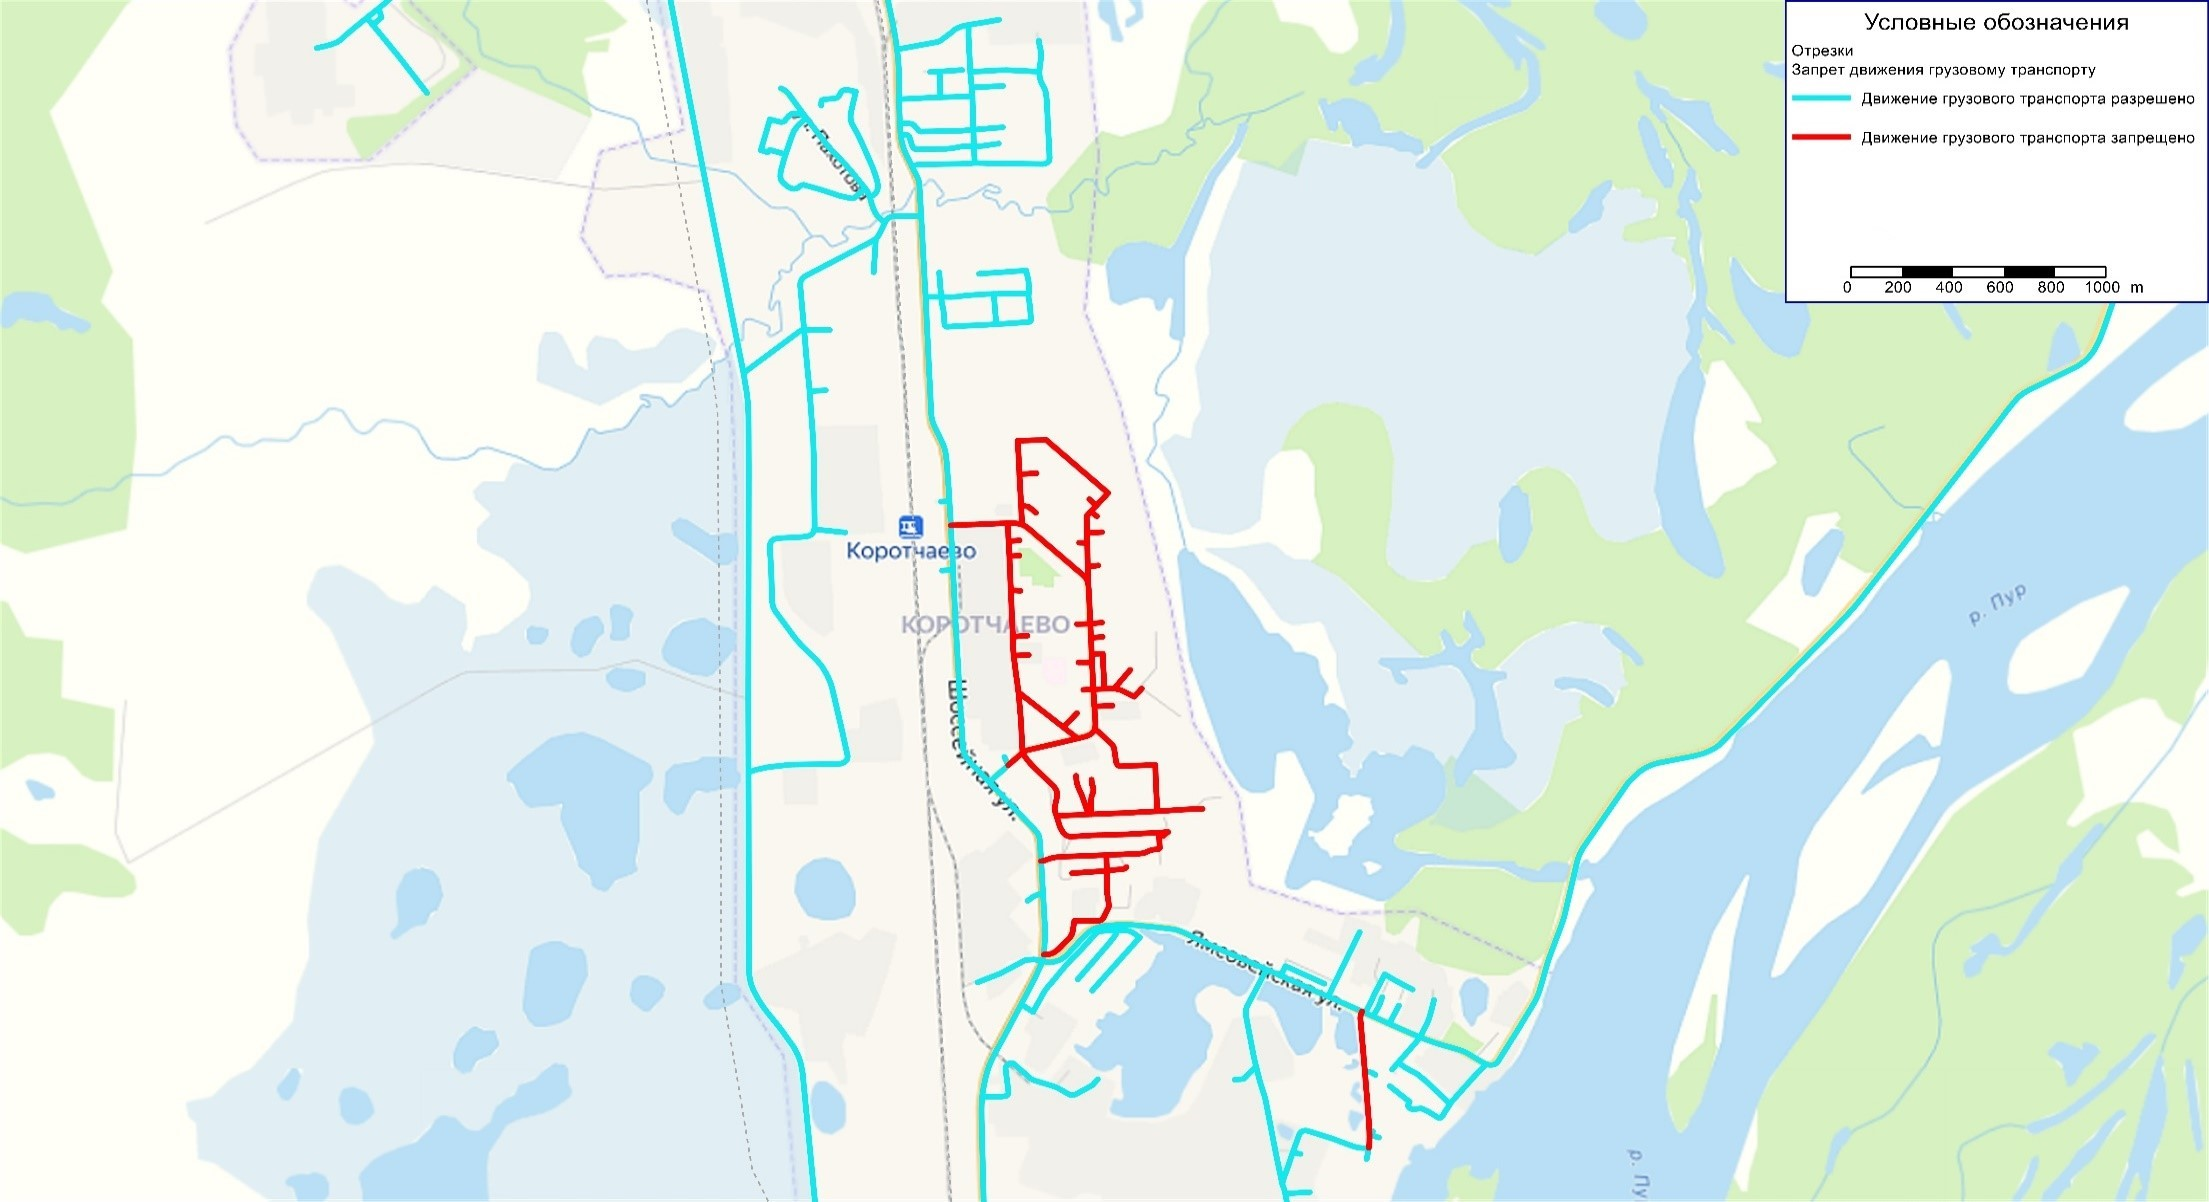 Условные обозначения
Отрезки
Запрет движения грузовому транспорту
Движение грузового транспорта разрешено
Движение грузового транспорта запрещено
0 200 400 600 800 1000 m
Коротчаево
КОРОТЧАЕВО
р. Пур
Шоссейная ул.
Ямсовейская ул.